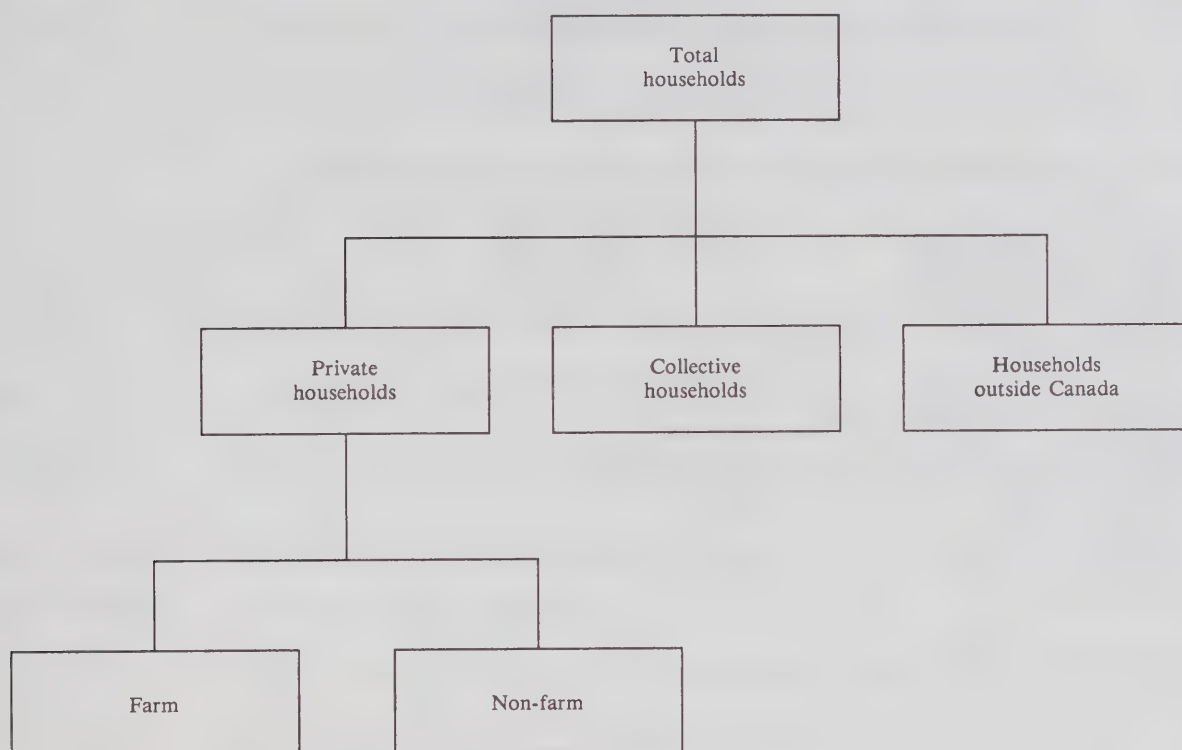 Total
households
Private
households
Collective
households
Households
outside Canada
Farm
Non-farm